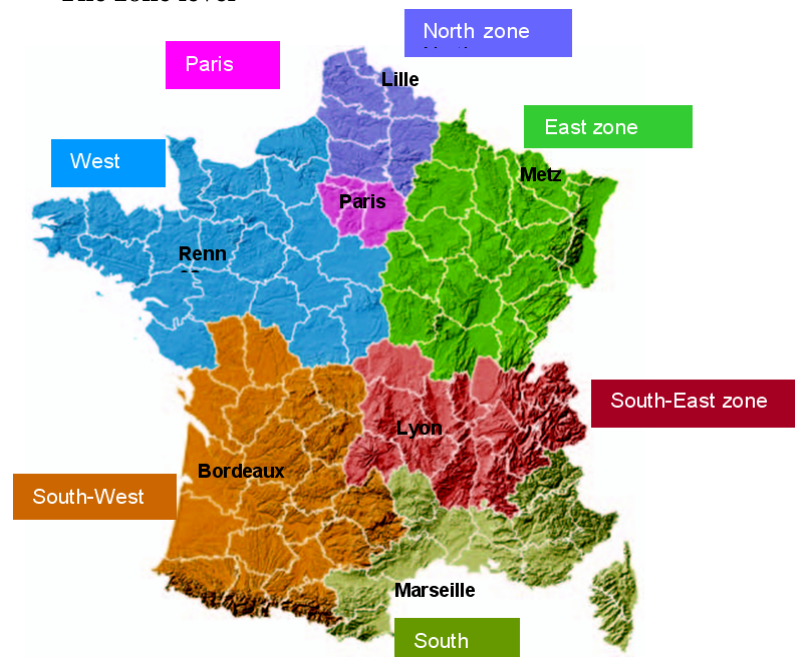 North zone
Lille
Paris
East zone
West
Metz
Paris
Renn
South-East zone
Lyon
Bordeaux
South-West
Marseille
South